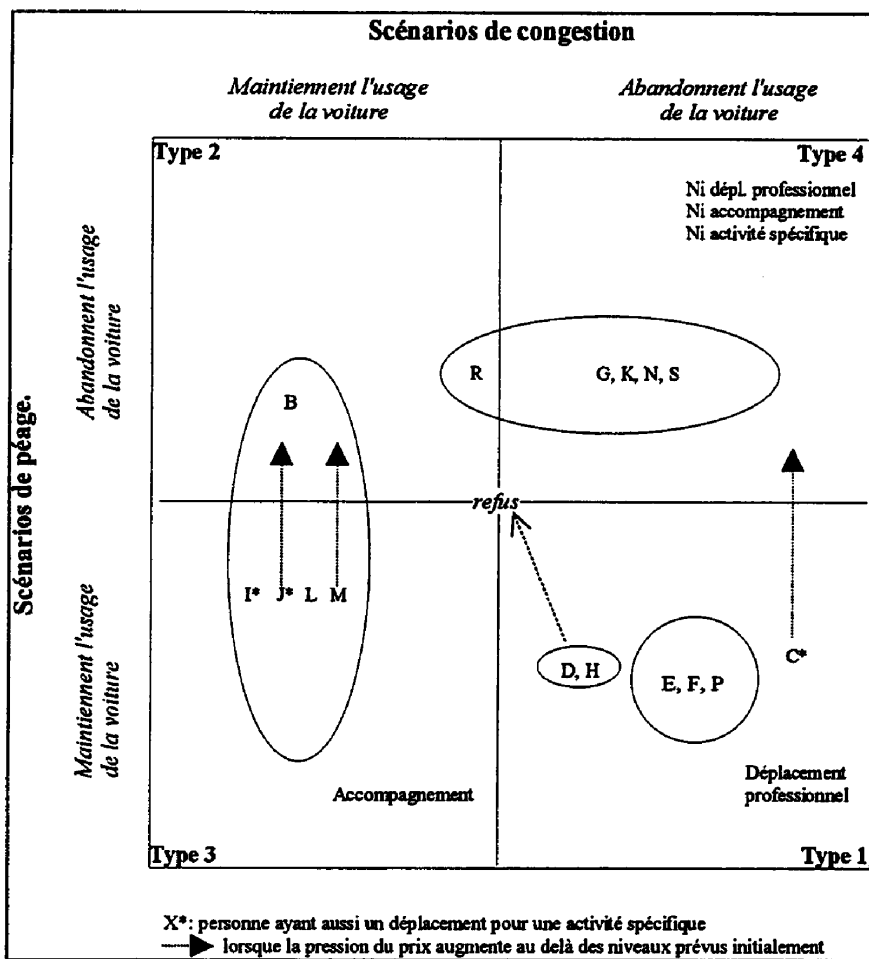 Scénarios de congestion
Maintiennent l'usage
de la voiture
Abandonnent l'usage
de la voiture
Scénarios de péage.
Abandonnent l'usage
de la voiture
Maintiennent l'usage
de la voiture
Type 2
Type 4
Ni dépl. professionnel
Ni accompagnement
Ni activité spécifique
R
G, K, N, S
B
refus
I* J* L M
D, H
E, F, P
C*
Accompagnement
Déplacement
professionnel
Type 3
Type 1
X* : personne ayant aussi un déplacement pour une activité spécifique
lorsque la pression du prix augmente au delà des niveaux prévus initialement